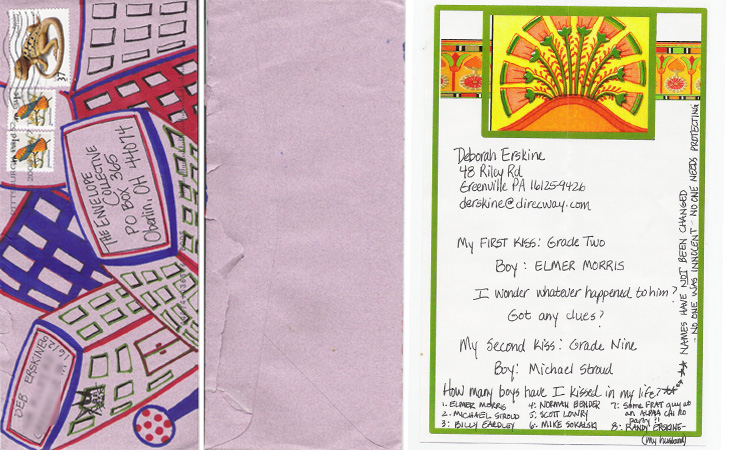 37
THE ENVELOPE
COLLECTIVE
PO BOX 365
Oberlin, OH 44074
DEB ERSKINE
Deborah Erskine
48 Riley Rd
Greenville PA 16125-9426
derskine@direcway.com
My FIRST KISS: Grade Two
Boy: ELMER MORRIS
I wonder whatever happened to him?
Got any clues?
My Second Kiss: Grade Nine
Boy: Michael Stroud
How many boys have I kissed in my life?**
1. ELMER MORRIS
2. MICHAEL STROUD
3: BILLY EARDLEY
4: NORMAN BENDER
5. SCOTT LOWRY
6. MIKE SOKALSKI
7: Some FRAT guy at
an ALPHA CHI RO
party!!
8: RANDY ERSKINE-
(My husband)
** NAMES HAVE NOT BEEN CHANGED
- NO ONE WAS INNOCENT - NO ONE NEEDS PROTECTING